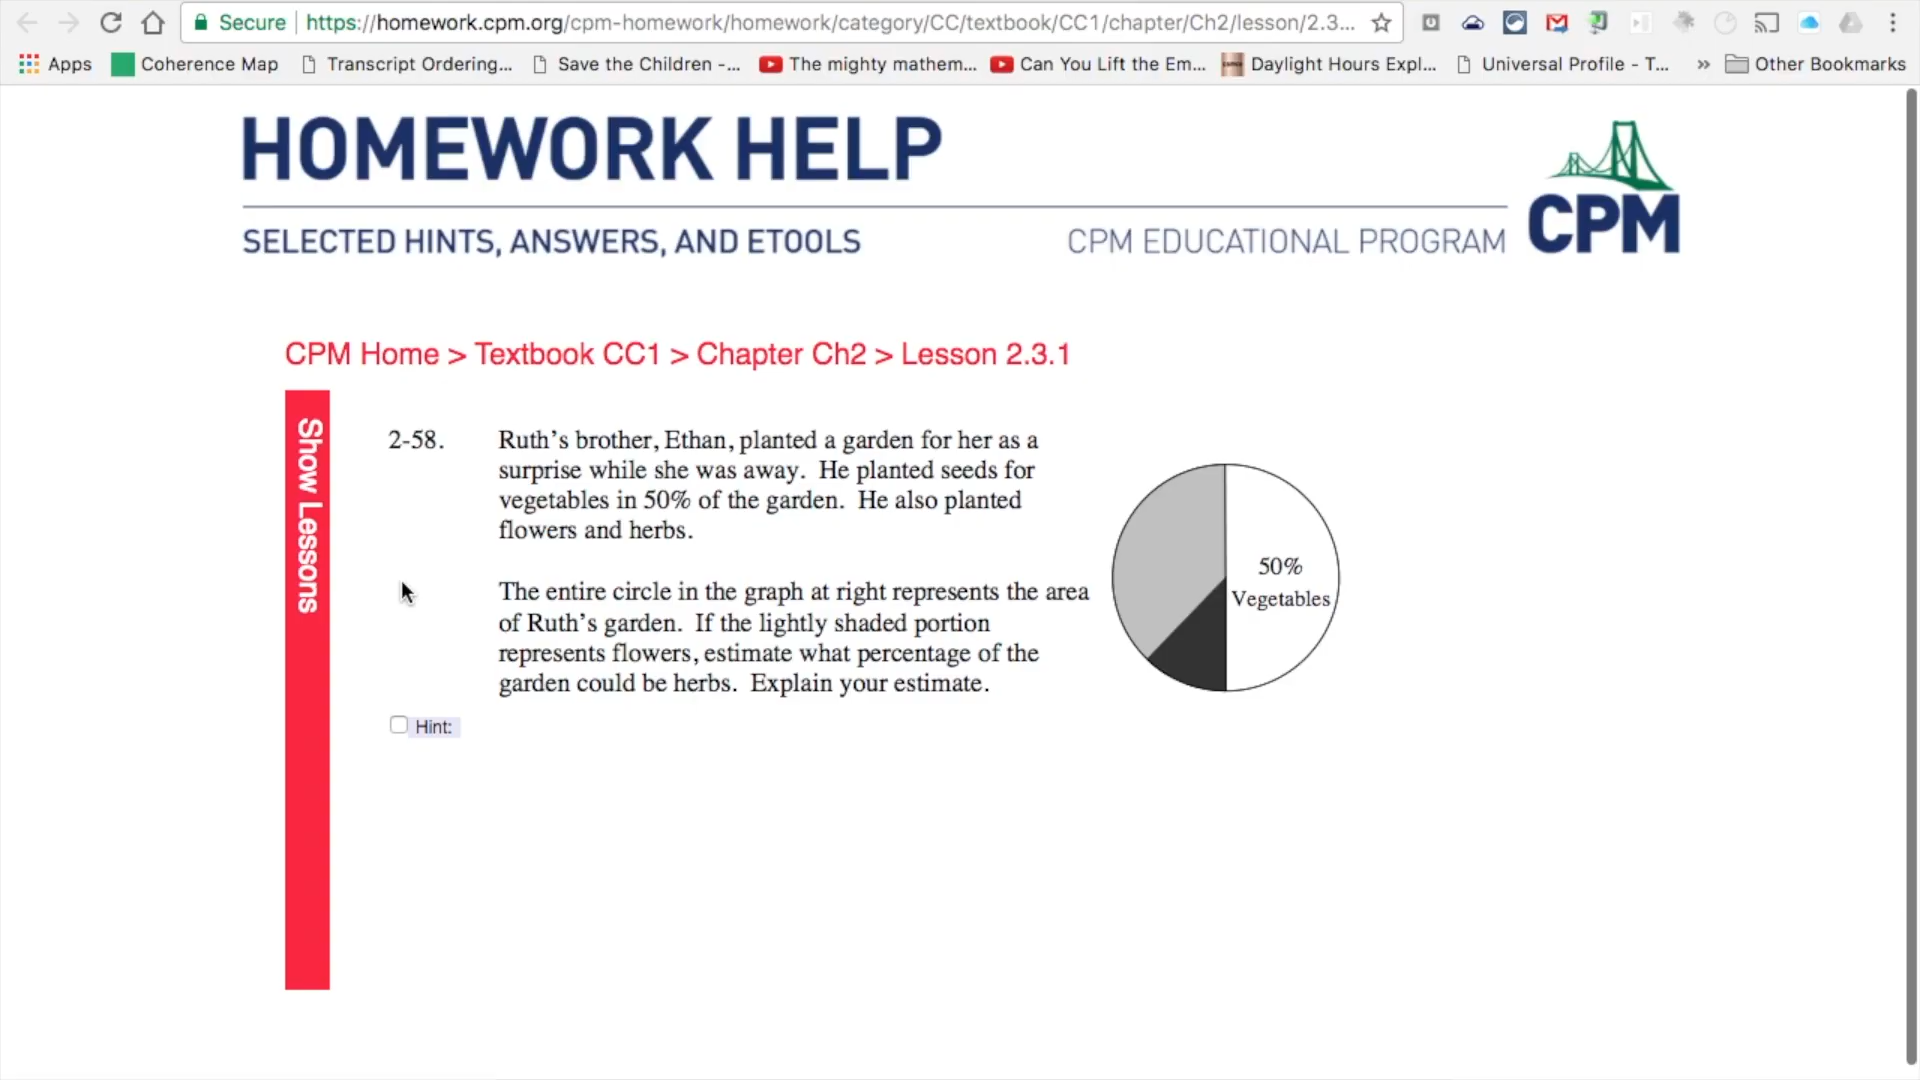 Secure https://homework.cpm.org/cpm-homework/homework/category/CC/textbook/CC1/chapter/Ch2/lesson/2.3...
Apps Coherence Map Transcript Ordering... Save the Children -... The mighty mathem... Can You Lift the Em... Daylight Hours Expl... Universal Profile - T... » Other Bookmarks
HOMEWORK HELP
SELECTED HINTS, ANSWERS, AND ETOOLS CPM EDUCATIONAL PROGRAM CPM
CPM Home > Textbook CC1 > Chapter Ch2 > Lesson 2.3.1
Show Lessons
2-58. Ruth's brother, Ethan, planted a garden for her as a
surprise while she was away. He planted seeds for
vegetables in 50% of the garden. He also planted
flowers and herbs.
The entire circle in the graph at right represents the area
of Ruth's garden. If the lightly shaded portion
represents flowers, estimate what percentage of the
garden could be herbs. Explain your estimate.
50%
Vegetables
Hint: